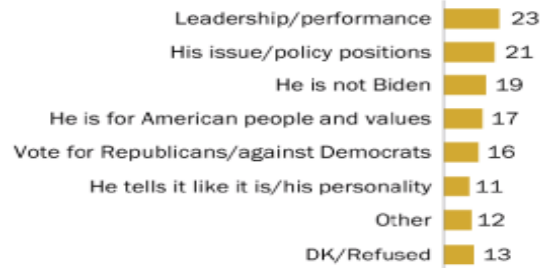 Leadership/performance 23
His issue/policy positions 21
He is not Biden 19
He is for American people and values 17
Vote for Republicans/against Democrats 16
He tells it like it is/his personality 11
Other 12
DK/Refused 13